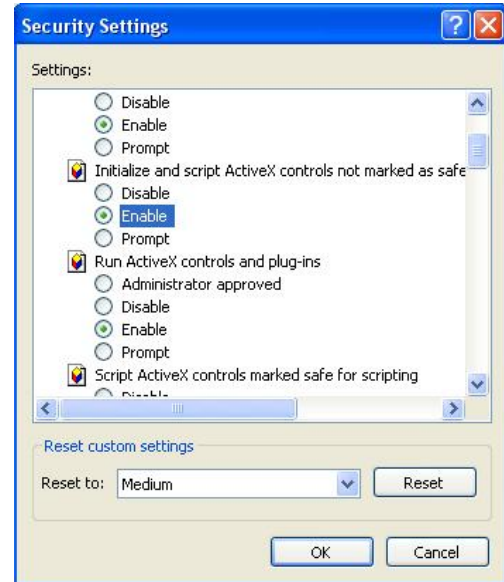 Security Settings
Settings:
Disable
Enable
Prompt
Initialize and script ActiveX controls not marked as safe
Disable
Enable
Prompt
Run ActiveX controls and plug-ins
Administrator approved
Disable
Enable
Prompt
Script ActiveX controls marked safe for scripting
Disable
Reset custom settings
Reset to: Medium Reset
OK Cancel